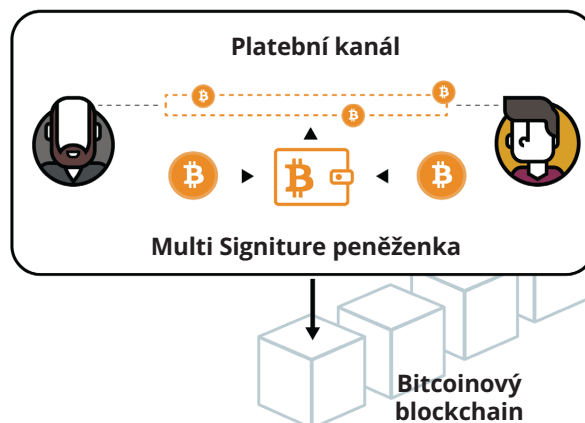 Platební kanál
Multi Signiture peněženka
Bitcoinový
blockchain